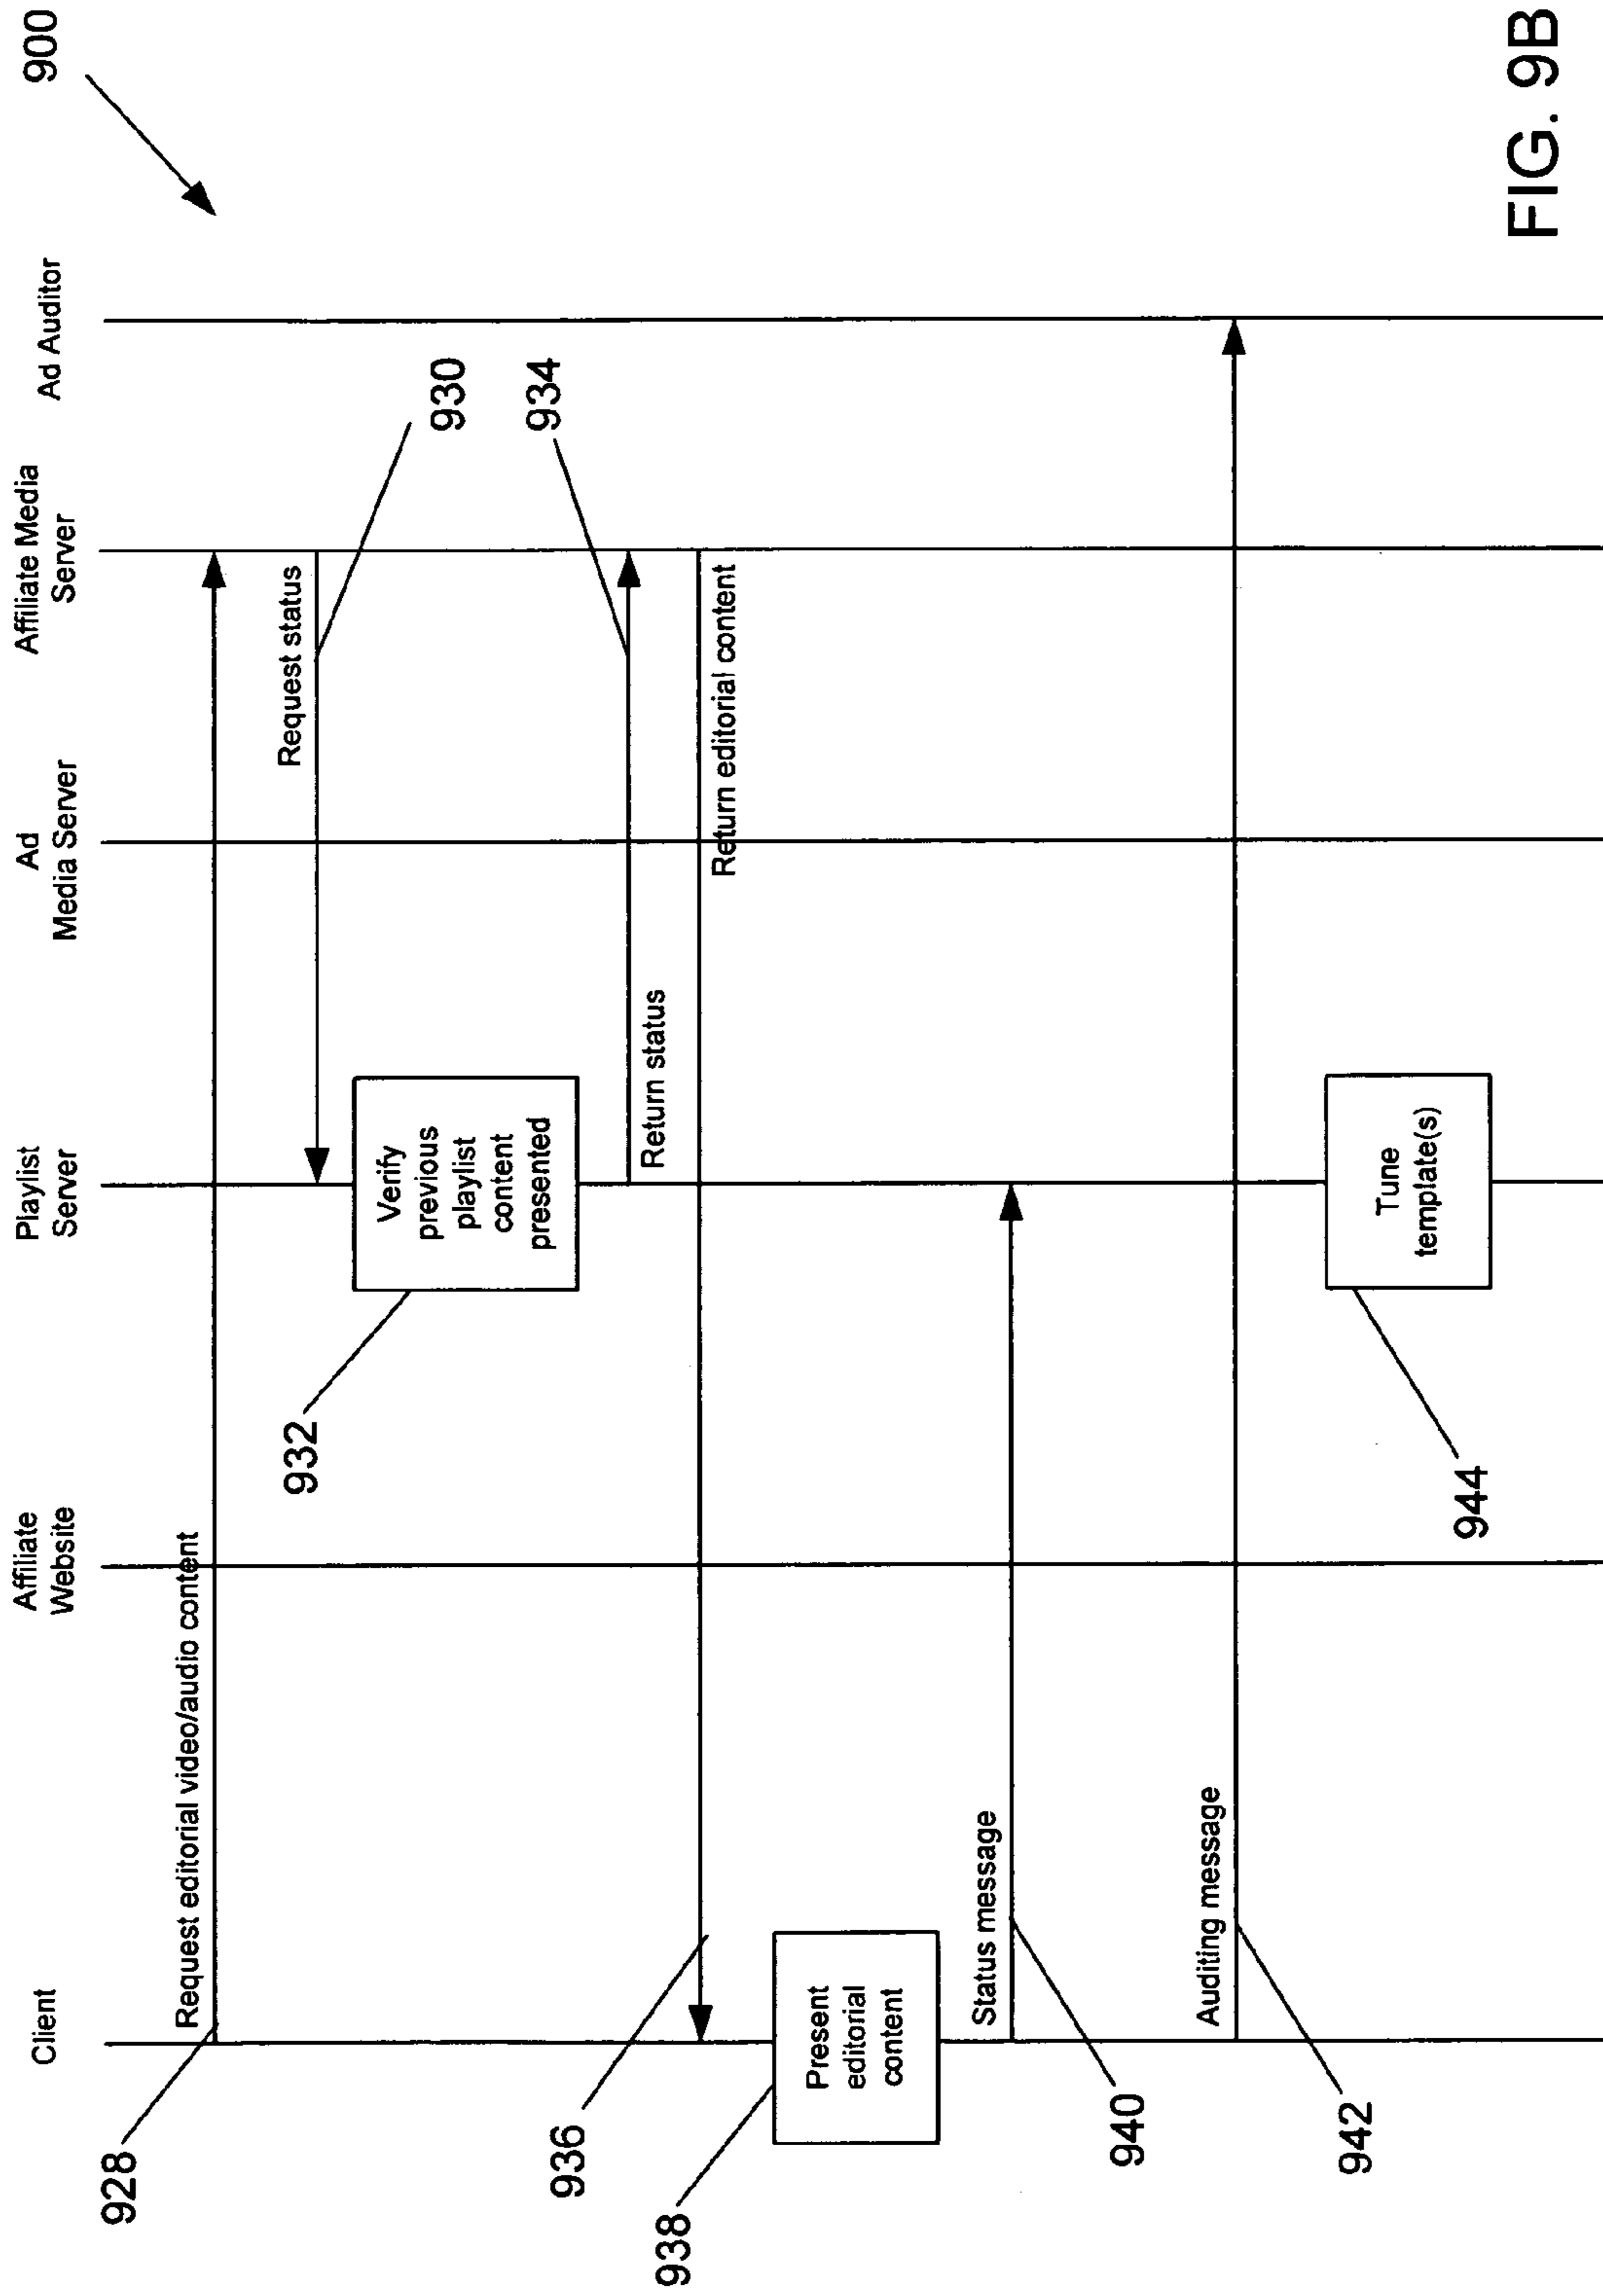 900
Client
Affiliate
Website
Playlist
Server
Ad
Media Server
Affiliate Media
Server
Ad Auditor
928
Request editorial video/audio content
Request status
930
932
Verify
previous
playlist
content
presented
934
Return status
936
Return editorial content
938
Present
editorial
content
Status message
940
Auditing message
942
Tune
template(s)
944
FIG. 9B